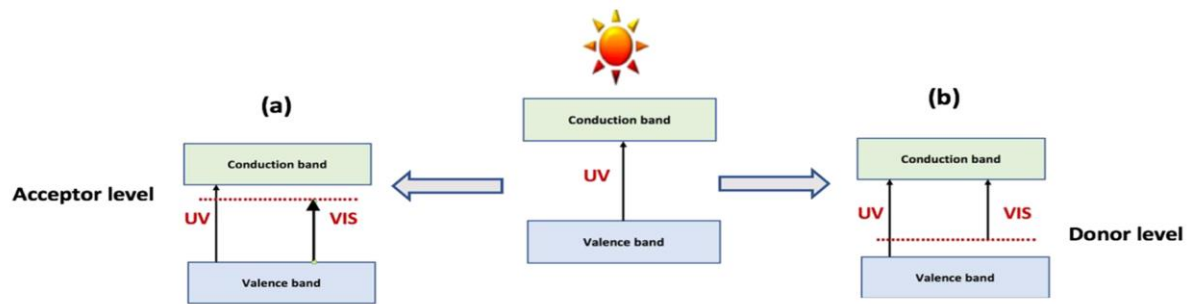 (a)
Conduction band
Acceptor level
UV
VIS
Valence band
Conduction band
UV
Valence band
(b)
Conduction band
UV
VIS
Donor level
Valence band